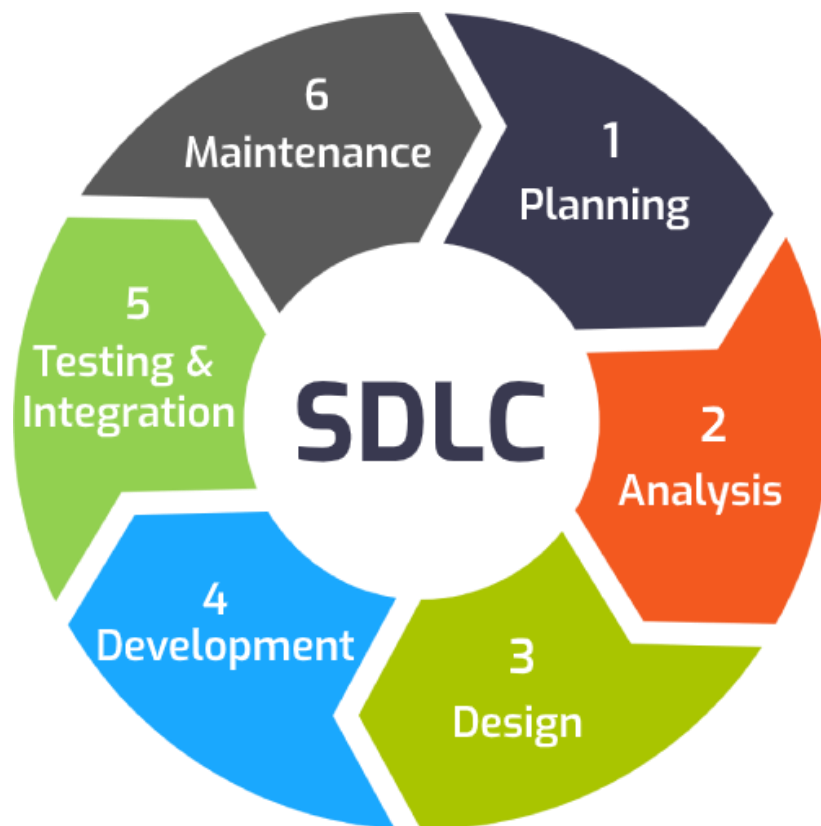 1
Planning
2
Analysis
3
Design
4
Development
5
Testing &
Integration
6
Maintenance
SDLC